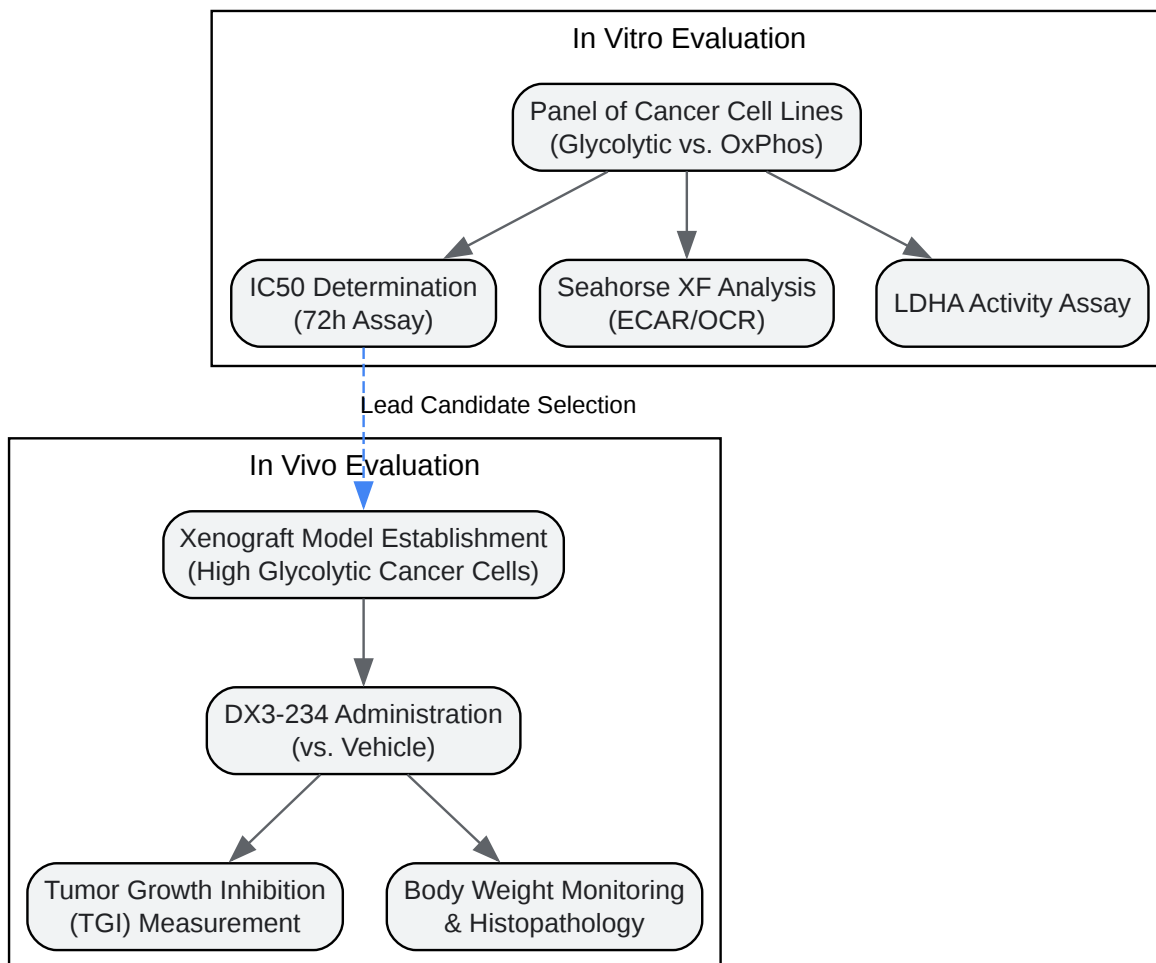 In Vitro Evaluation
Panel of Cancer Cell Lines
(Glycolytic vs. OxPhos)
IC50 Determination
(72h Assay)
Seahorse XF Analysis
(ECAR/OCR)
LDHA Activity Assay
Lead Candidate Selection
In Vivo Evaluation
Xenograft Model Establishment
(High Glycolytic Cancer Cells)
DX3-234 Administration
(vs. Vehicle)
Tumor Growth Inhibition
(TGI) Measurement
Body Weight Monitoring
& Histopathology